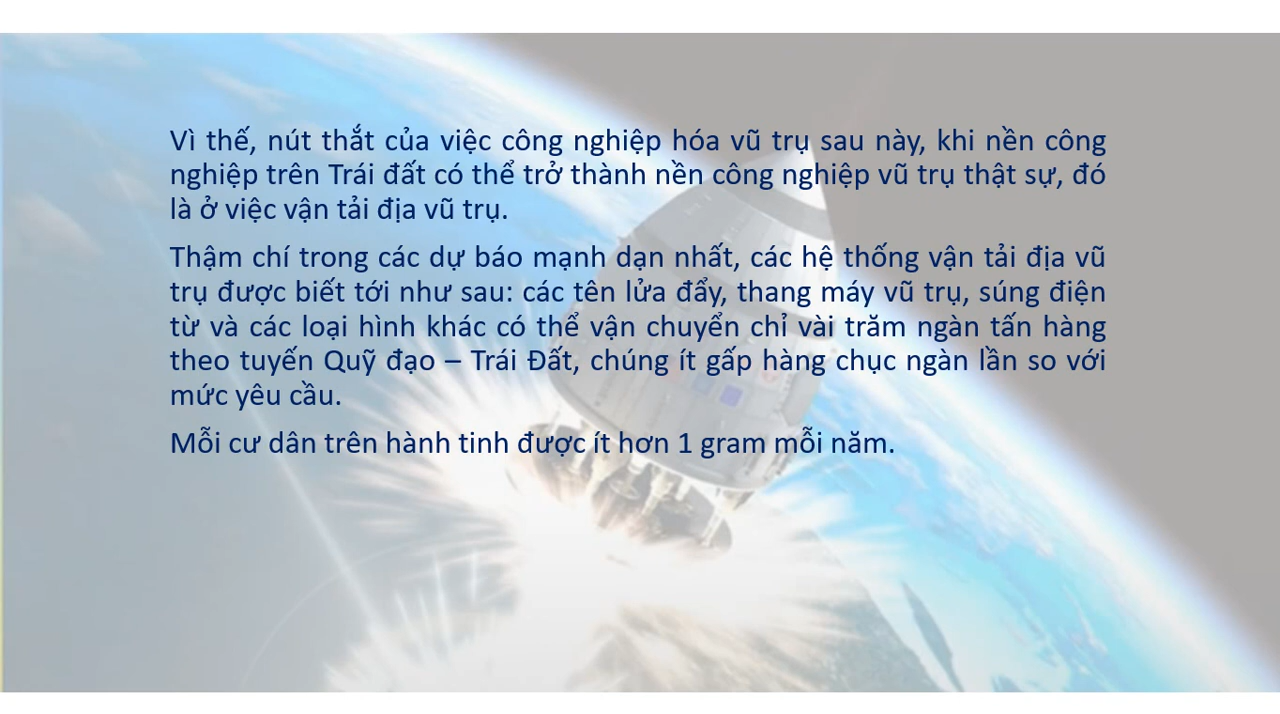 Vì thế, nút thắt của việc công nghiệp hóa vũ trụ sau này, khi nền công
nghiệp trên Trái đất có thể trở thành nền công nghiệp vũ trụ thật sự, đó
là ở việc vận tải địa vũ trụ.
Thậm chí trong các dự báo mạnh dạn nhất, các hệ thống vận tải địa vũ
trụ được biết tới như sau: các tên lửa đẩy, thang máy vũ trụ, súng điện
từ và các loại hình khác có thể vận chuyển chỉ vài trăm ngàn tấn hàng
theo tuyến Quỹ đạo – Trái Đất, chúng ít gấp hàng chục ngàn lần so với
mức yêu cầu.
Mỗi cư dân trên hành tinh được ít hơn 1 gram mỗi năm.